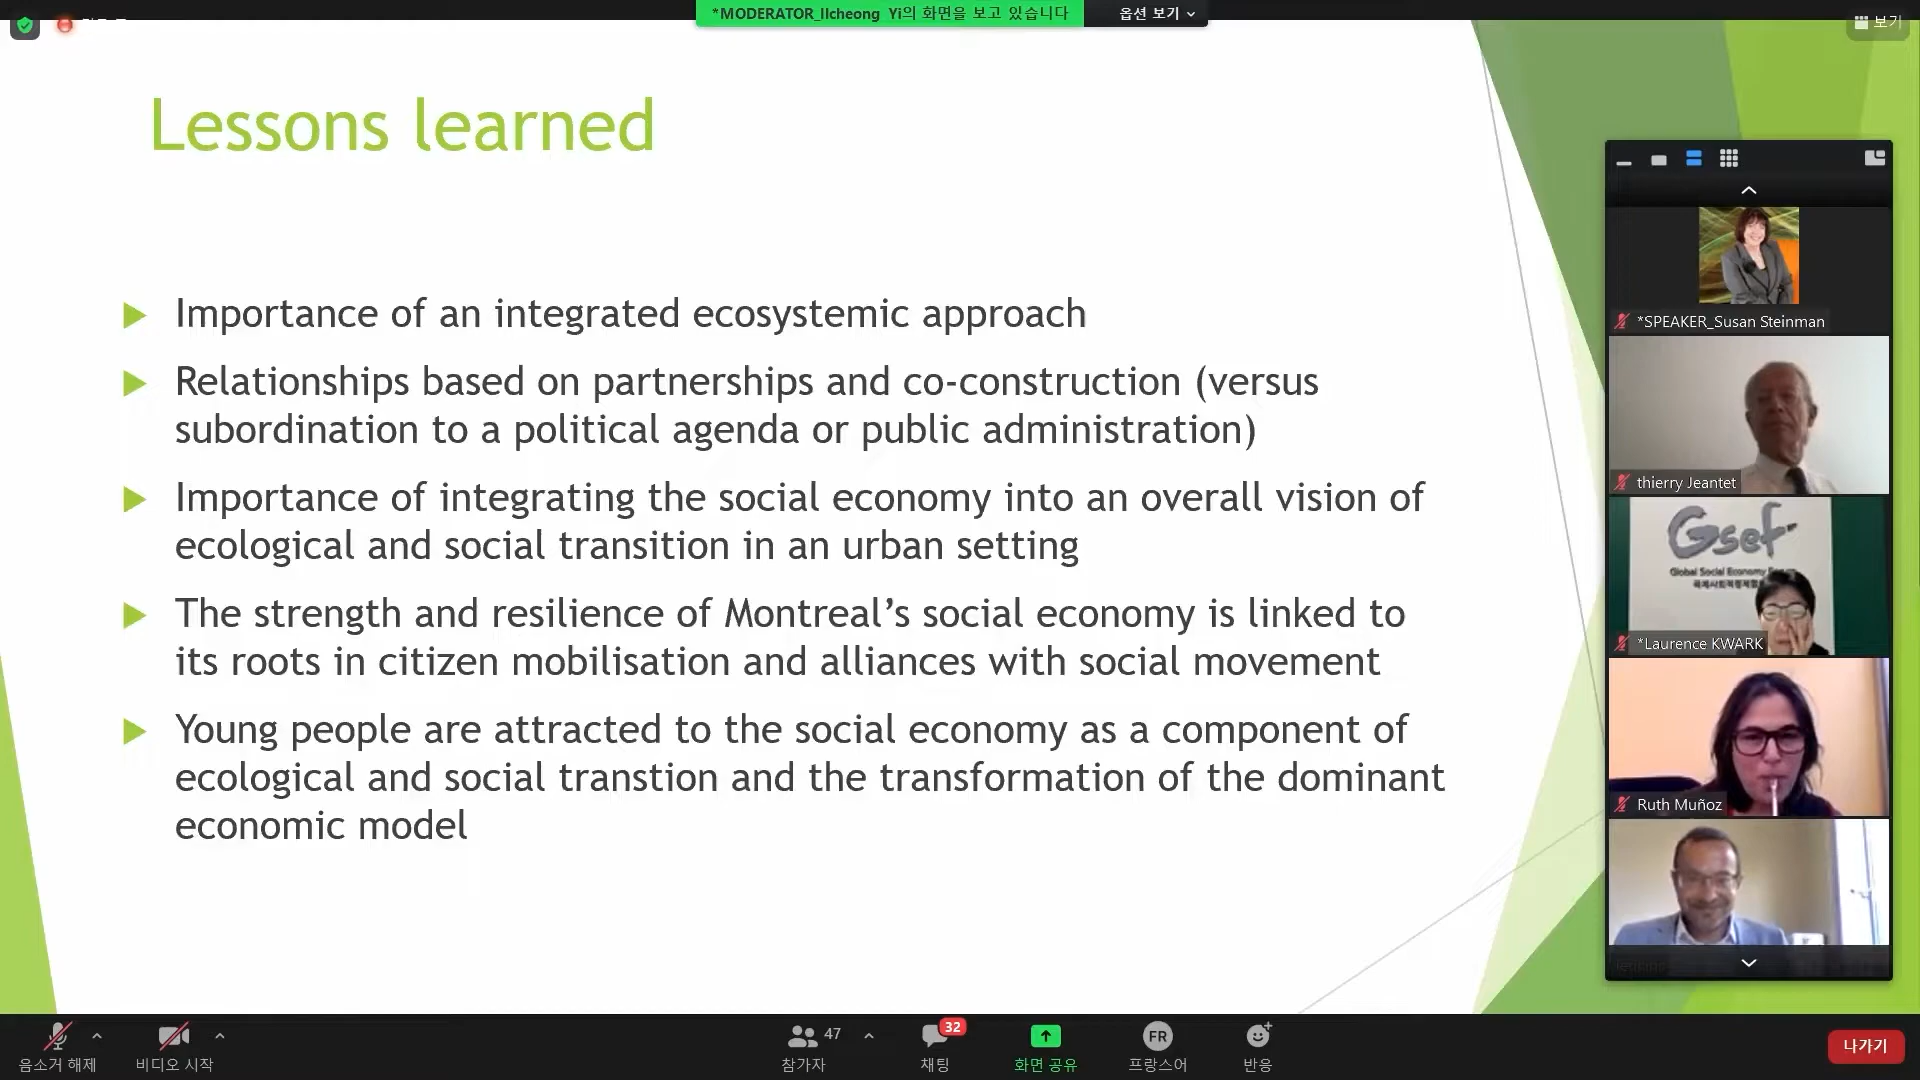 *MODERATOR_Ilcheong Yi의 화면을 보고 있습니다
옵션 보기
보기
Lessons learned
Importance of an integrated ecosystemic approach
Relationships based on partnerships and co-construction (versus
subordination to a political agenda or public administration)
Importance of integrating the social economy into an overall vision of
ecological and social transition in an urban setting
The strength and resilience of Montreal’s social economy is linked to
its roots in citizen mobilisation and alliances with social movement
Young people are attracted to the social economy as a component of
ecological and social transtion and the transformation of the dominant
economic model
*SPEAKER_Susan Steinman
thierry Jeantet
Gsef
Global Social Economy
*Laurence KWARK
Ruth Muñoz
음소거 해제
비디오 시작
47
참가자
32
채팅
화면 공유
FR
프랑스어
반응
나가기